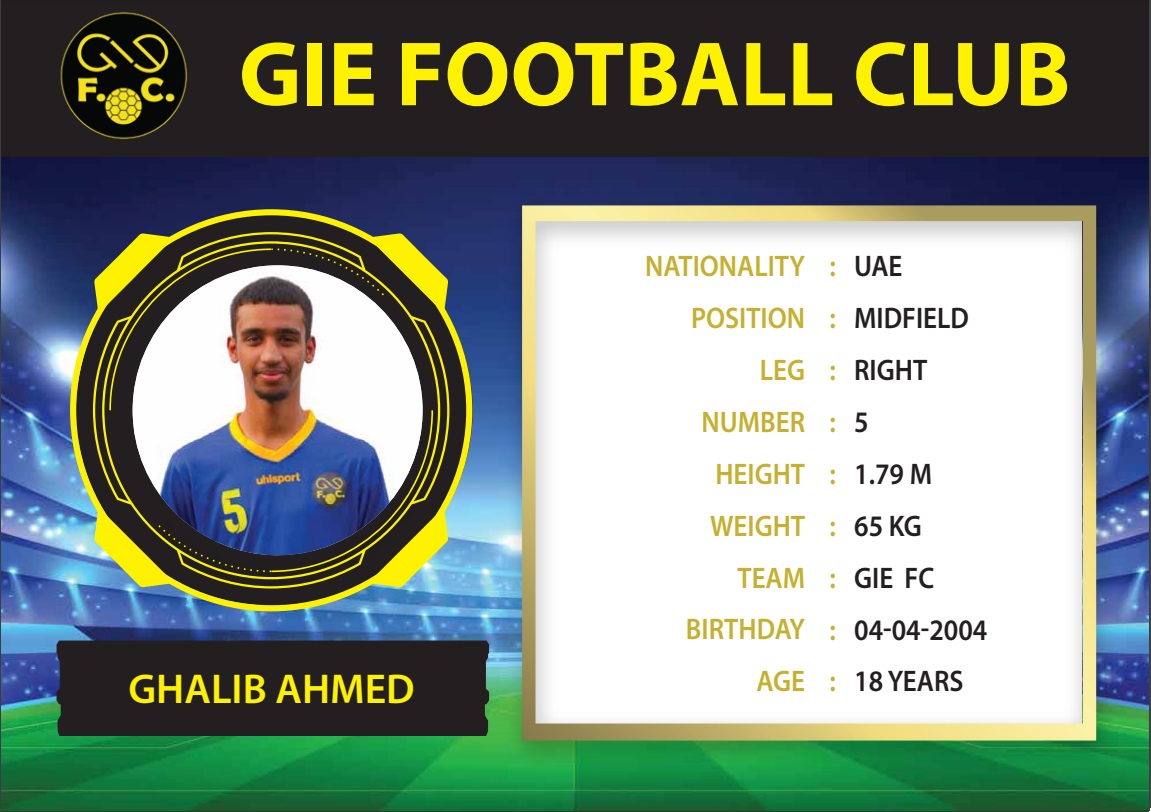 GIE
F. C.
GIE FOOTBALL CLUB
uhlsport
5
F. C.
GHALIB AHMED
NATIONALITY : UAE
POSITION : MIDFIELD
LEG : RIGHT
NUMBER : 5
HEIGHT : 1.79 M
WEIGHT : 65 KG
TEAM : GIE FC
BIRTHDAY : 04-04-2004
AGE : 18 YEARS